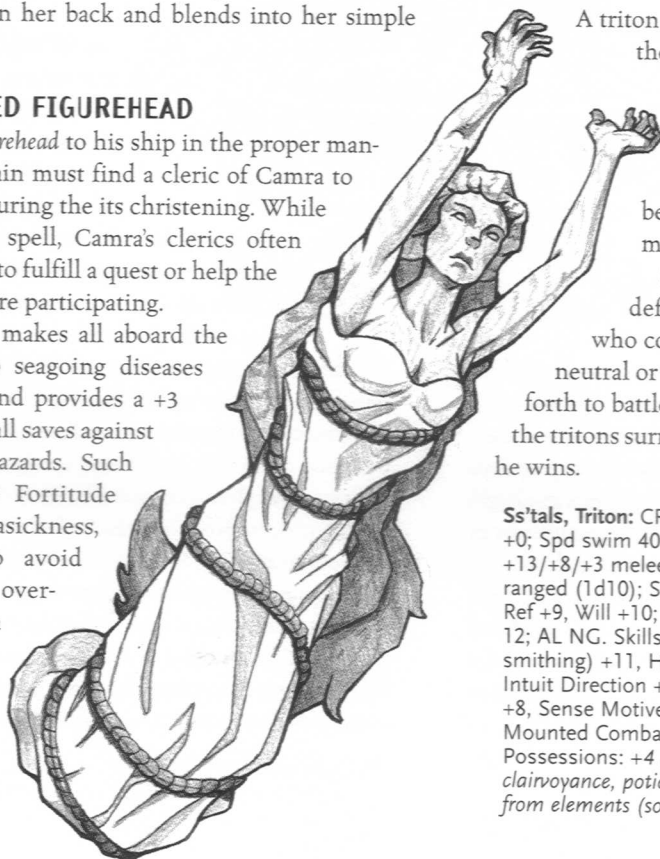 n her back and blends into her simple
ED FIGUREHEAD
rehead to his ship in the proper man-
in must find a cleric of Camra to
uring the its christening. While
spell, Camra's clerics often
to fulfill a quest or help the
re participating.
makes all aboard the
seagoing diseases
nd provides a +3
ll saves against
azards. Such
Fortitude
asickness,
avoid
over-
A triton
the
be
m
def
who co
neutral or
forth to battle
the tritons surr
he wins.
Ss'tals, Triton: CR
+0; Spd swim 40
+13/+8/+3 melee
ranged (1d10); S
Ref +9, Will +10;
12; AL NG. Skills
smithing) +11, H
Intuit Direction +
+8, Sense Motive
Mounted Comba
Possessions: +4
clairvoyance, potio
from elements (so